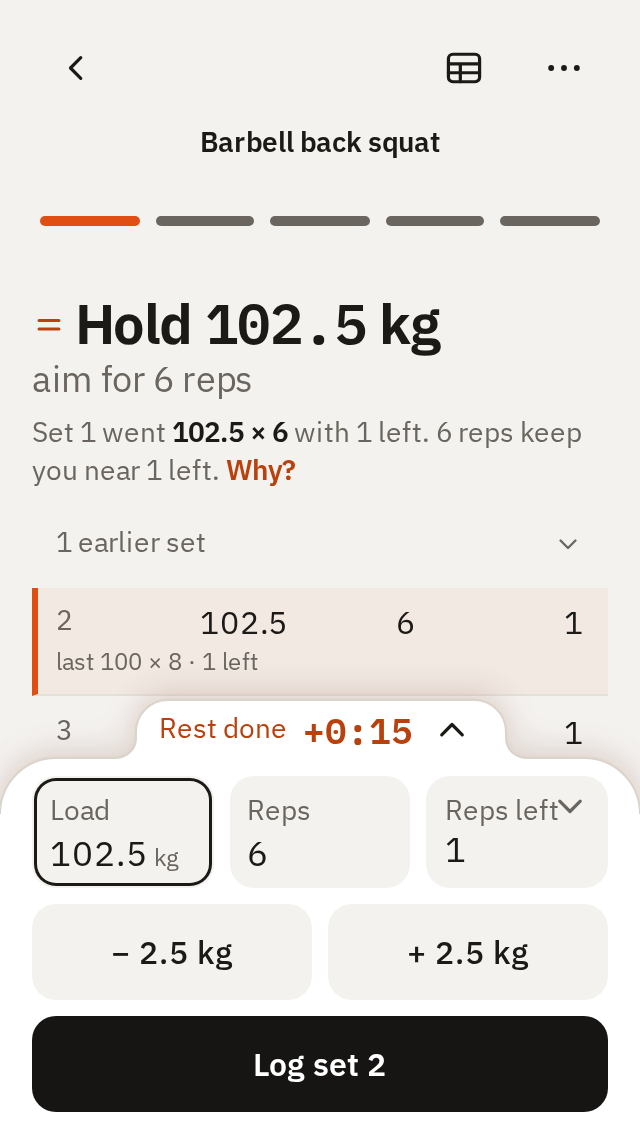 Barbell back squat
= Hold 102.5 kg
aim for 6 reps
Set 1 went 102.5 × 6 with 1 left. 6 reps keep
you near 1 left. Why?
1 earlier set
2 102.5 6 1
last 100 × 8 · 1 left
3 1
Rest done +0:15
Load Reps Reps left
102.5 kg 6 1
− 2.5 kg + 2.5 kg
Log set 2